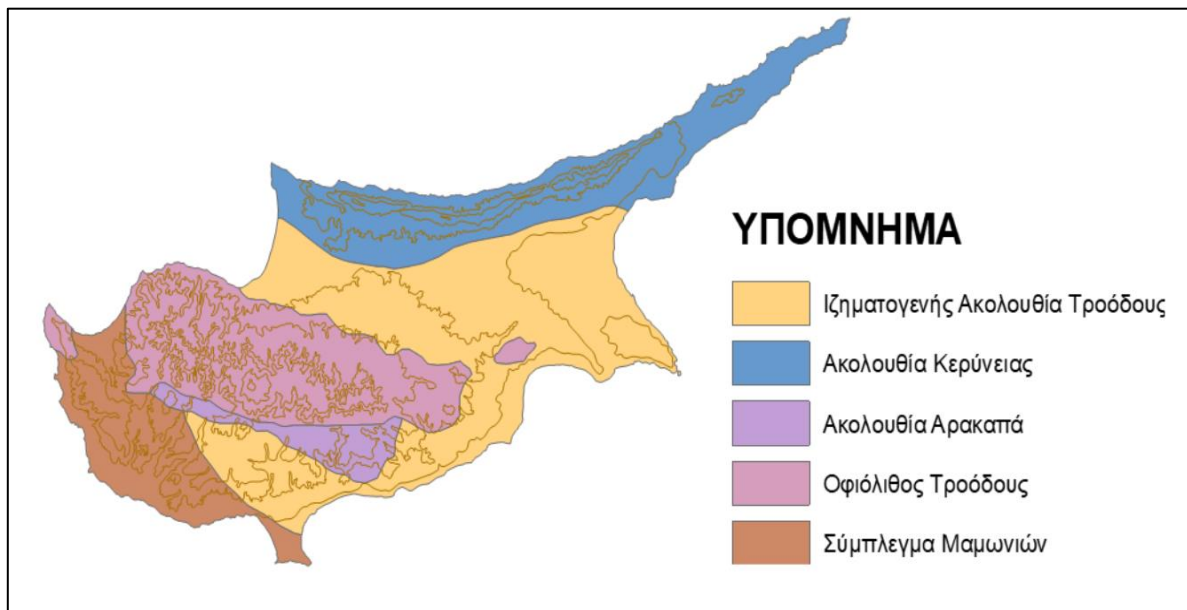 ΥΠΟΜΝΗΜΑ
Ιζηματογενής Ακολουθία Τροόδους
Ακολουθία Κερύνειας
Ακολουθία Αρακαπά
Οφιόλιθος Τροόδους
Σύμπλεγμα Μαμωνιών